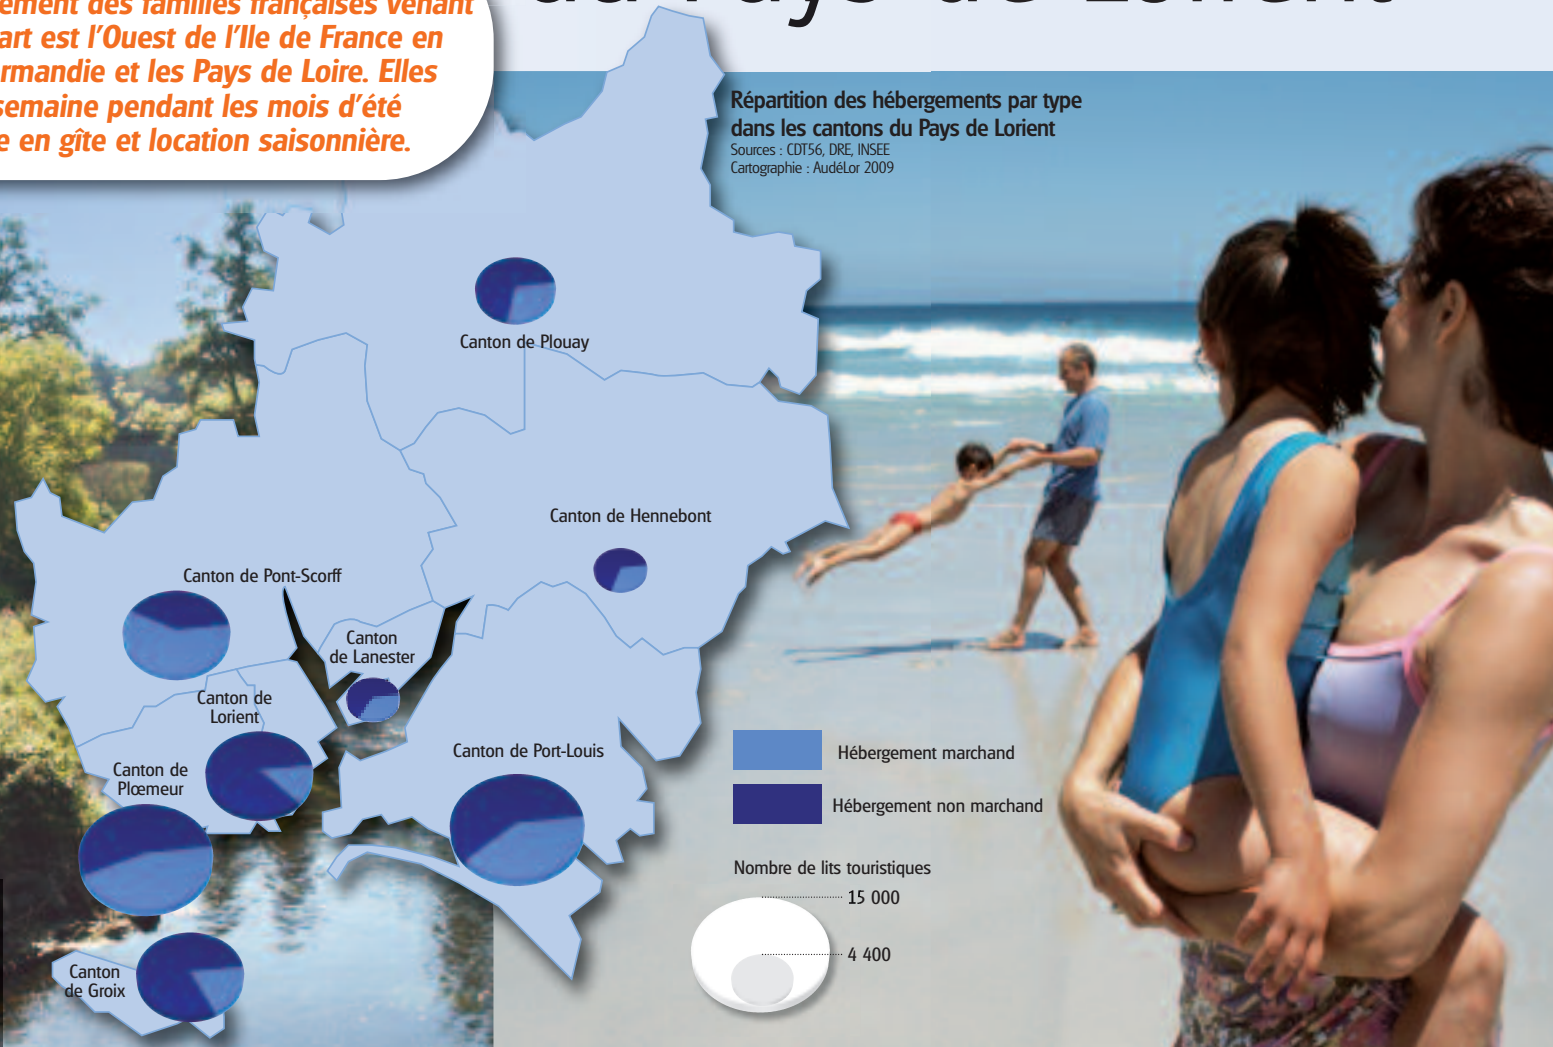 ement des familles françaises venant
art est l'Ouest de l'Ile de France en
rmandie et les Pays de Loire. Elles
semaine pendant les mois d'été
e en gîte et location saisonnière.
Répartition des hébergements par type
dans les cantons du Pays de Lorient
Sources : CDT56, DRE, INSEE
Cartographie : AudéLor 2009
Canton de Plouay
Canton de Hennebont
Canton de Pont-Scorff
Canton
de Lanester
Canton de
Lorient
Canton de Port-Louis
Canton de
Plœmeur
Canton
de Groix
Hébergement marchand
Hébergement non marchand
Nombre de lits touristiques
15 000
4 400